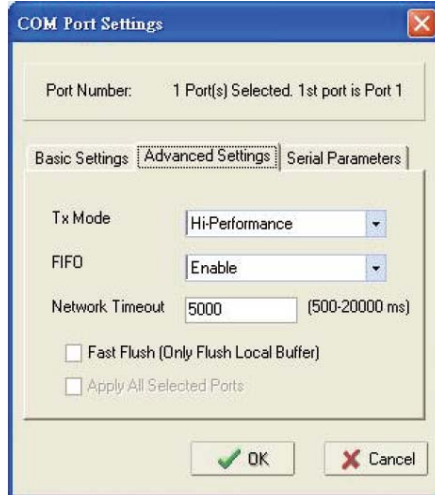 COM Port Settings
Port Number: 1 Port(s) Selected. 1st port is Port 1
Basic Settings Advanced Settings Serial Parameters
Tx Mode Hi-Performance
FIFO Enable
Network Timeout 5000 (500-20000 ms)
Fast Flush (Only Flush Local Buffer)
Apply All Selected Ports
OK Cancel